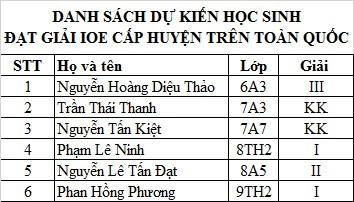 DANH SÁCH DỰ KIẾN HỌC SINH
ĐẠT GIẢI IOE CẤP HUYỆN TRÊN TOÀN QUỐC
STT Họ và tên Lớp Giải
1 Nguyễn Hoàng Diệu Thảo 6A3 III
2 Trần Thái Thanh 7A3 KK
3 Nguyễn Tấn Kiệt 7A7 KK
4 Phạm Lê Ninh 8TH2 I
5 Nguyễn Lê Tấn Đạt 8A5 II
6 Phan Hồng Phương 9TH2 I